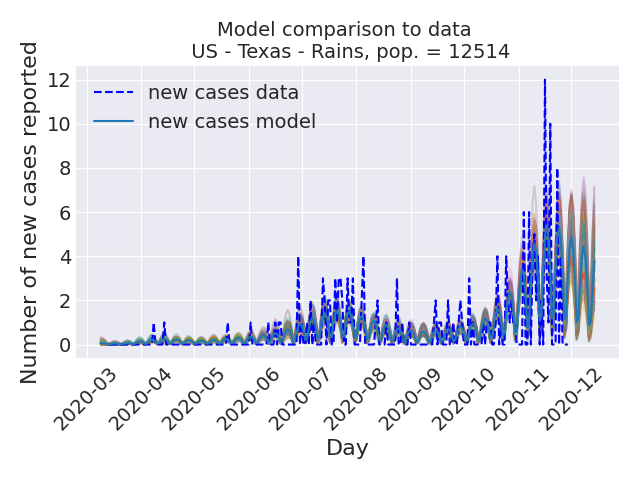 Model comparison to data
US - Texas - Rains, pop. = 12514
Number of new cases reported
12
10
8
6
4
2
0
new cases data
new cases model
2020-03
2020-04
2020-05
2020-06
2020-07
2020-08
2020-09
2020-10
2020-11
2020-12
Day